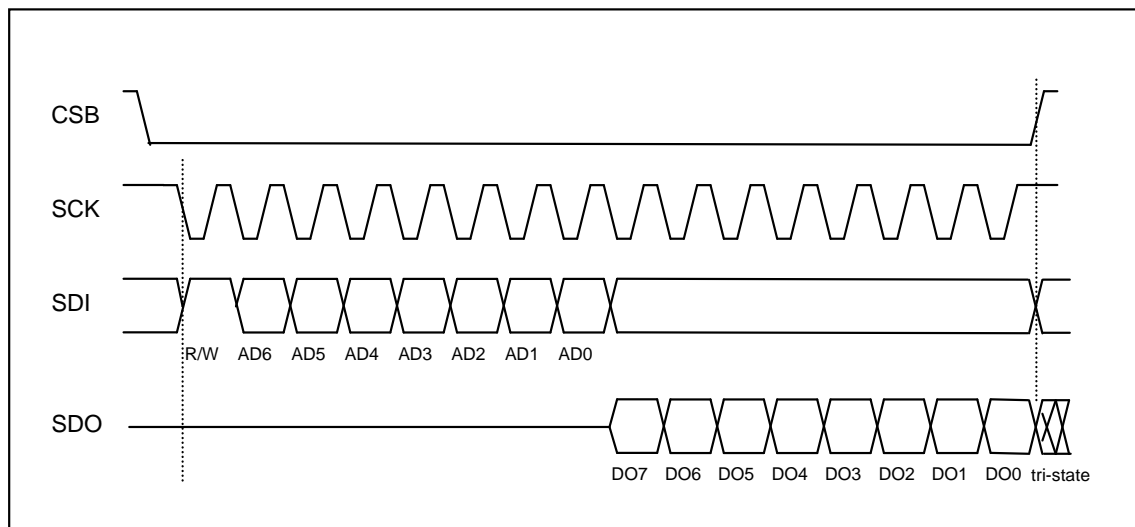 CSB
SCK
SDI
R/W AD6 AD5 AD4 AD3 AD2 AD1 AD0
SDO
DO7 DO6 DO5 DO4 DO3 DO2 DO1 DO0 tri-state